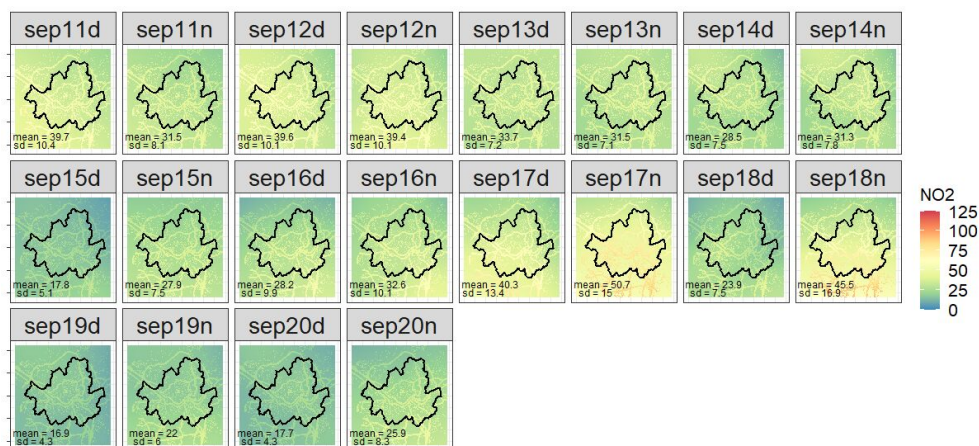 sep11d sep11n sep12d sep12n sep13d sep13n sep14d sep14n
mean = 39.7 mean = 31.5 mean = 39.6 mean = 39.4 mean = 33.7 mean = 31.5 mean = 28.5 mean = 31.3
sd = 10.4 sd = 8.1 sd = 10.1 sd = 10.1 sd = 7.2 sd = 7.1 sd = 7.5 sd = 7.8
sep15d sep15n sep16d sep16n sep17d sep17n sep18d sep18n
mean = 17.8 mean = 27.9 mean = 28.2 mean = 32.6 mean = 40.3 mean = 50.7 mean = 23.9 mean = 45.5
sd = 5.1 sd = 7.5 sd = 9.9 sd = 10.1 sd = 13.4 sd = 15 sd = 7.5 sd = 16.9
NO2
125
100
75
50
25
0
sep19d sep19n sep20d sep20n
mean = 16.9 mean = 22 mean = 17.7 mean = 25.9
sd = 4.3 sd = 6 sd = 4.3 sd = 8.3